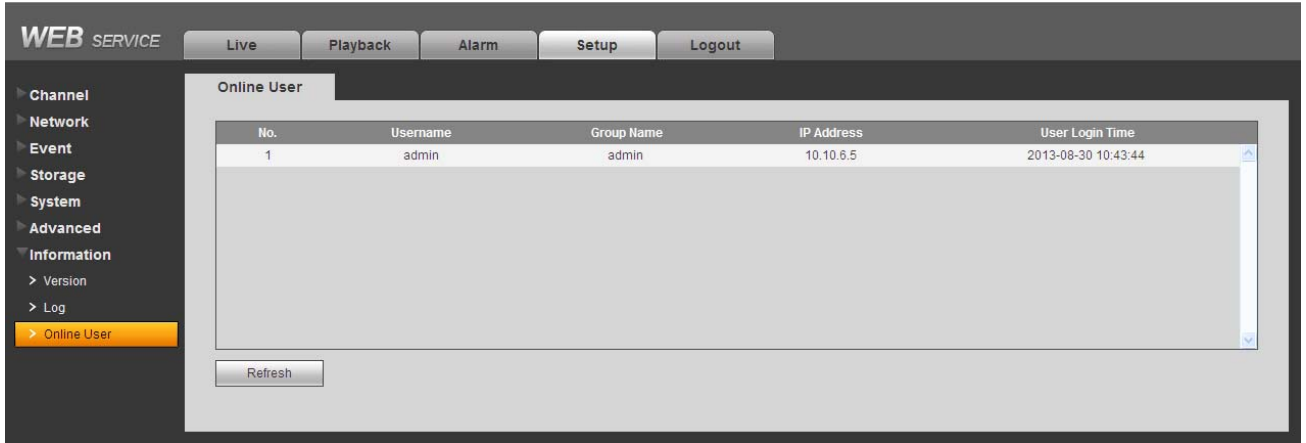 WEB SERVICE
Live Playback Alarm Setup Logout
Channel
Network
Event
Storage
System
Advanced
Information
> Version
> Log
> Online User
Online User
No. Username Group Name IP Address User Login Time
1 admin admin 10.10.6.5 2013-08-30 10:43:44
Refresh